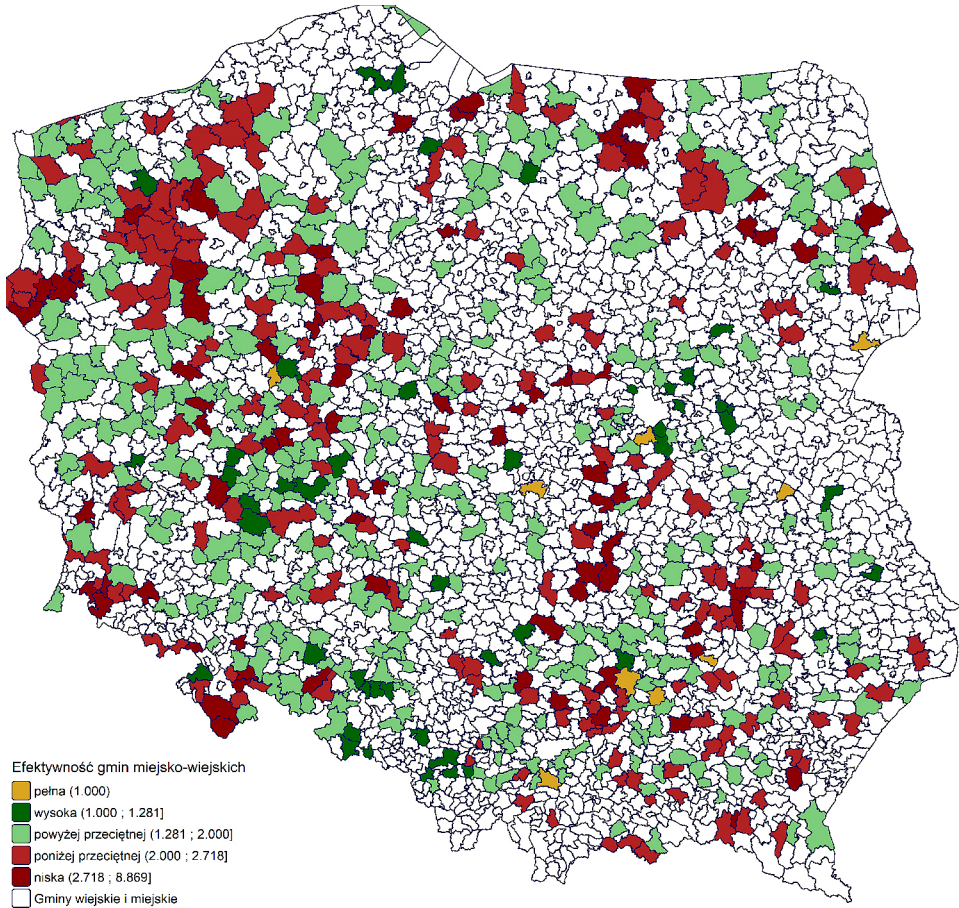 Efektywność gmin miejsko-wiejskich
pełna (1.000)
wysoka (1.000 ; 1.281]
powyżej przeciętnej (1.281 ; 2.000]
poniżej przeciętnej (2.000 ; 2.718]
niska (2.718 ; 8.869]
Gminy wiejskie i miejskie